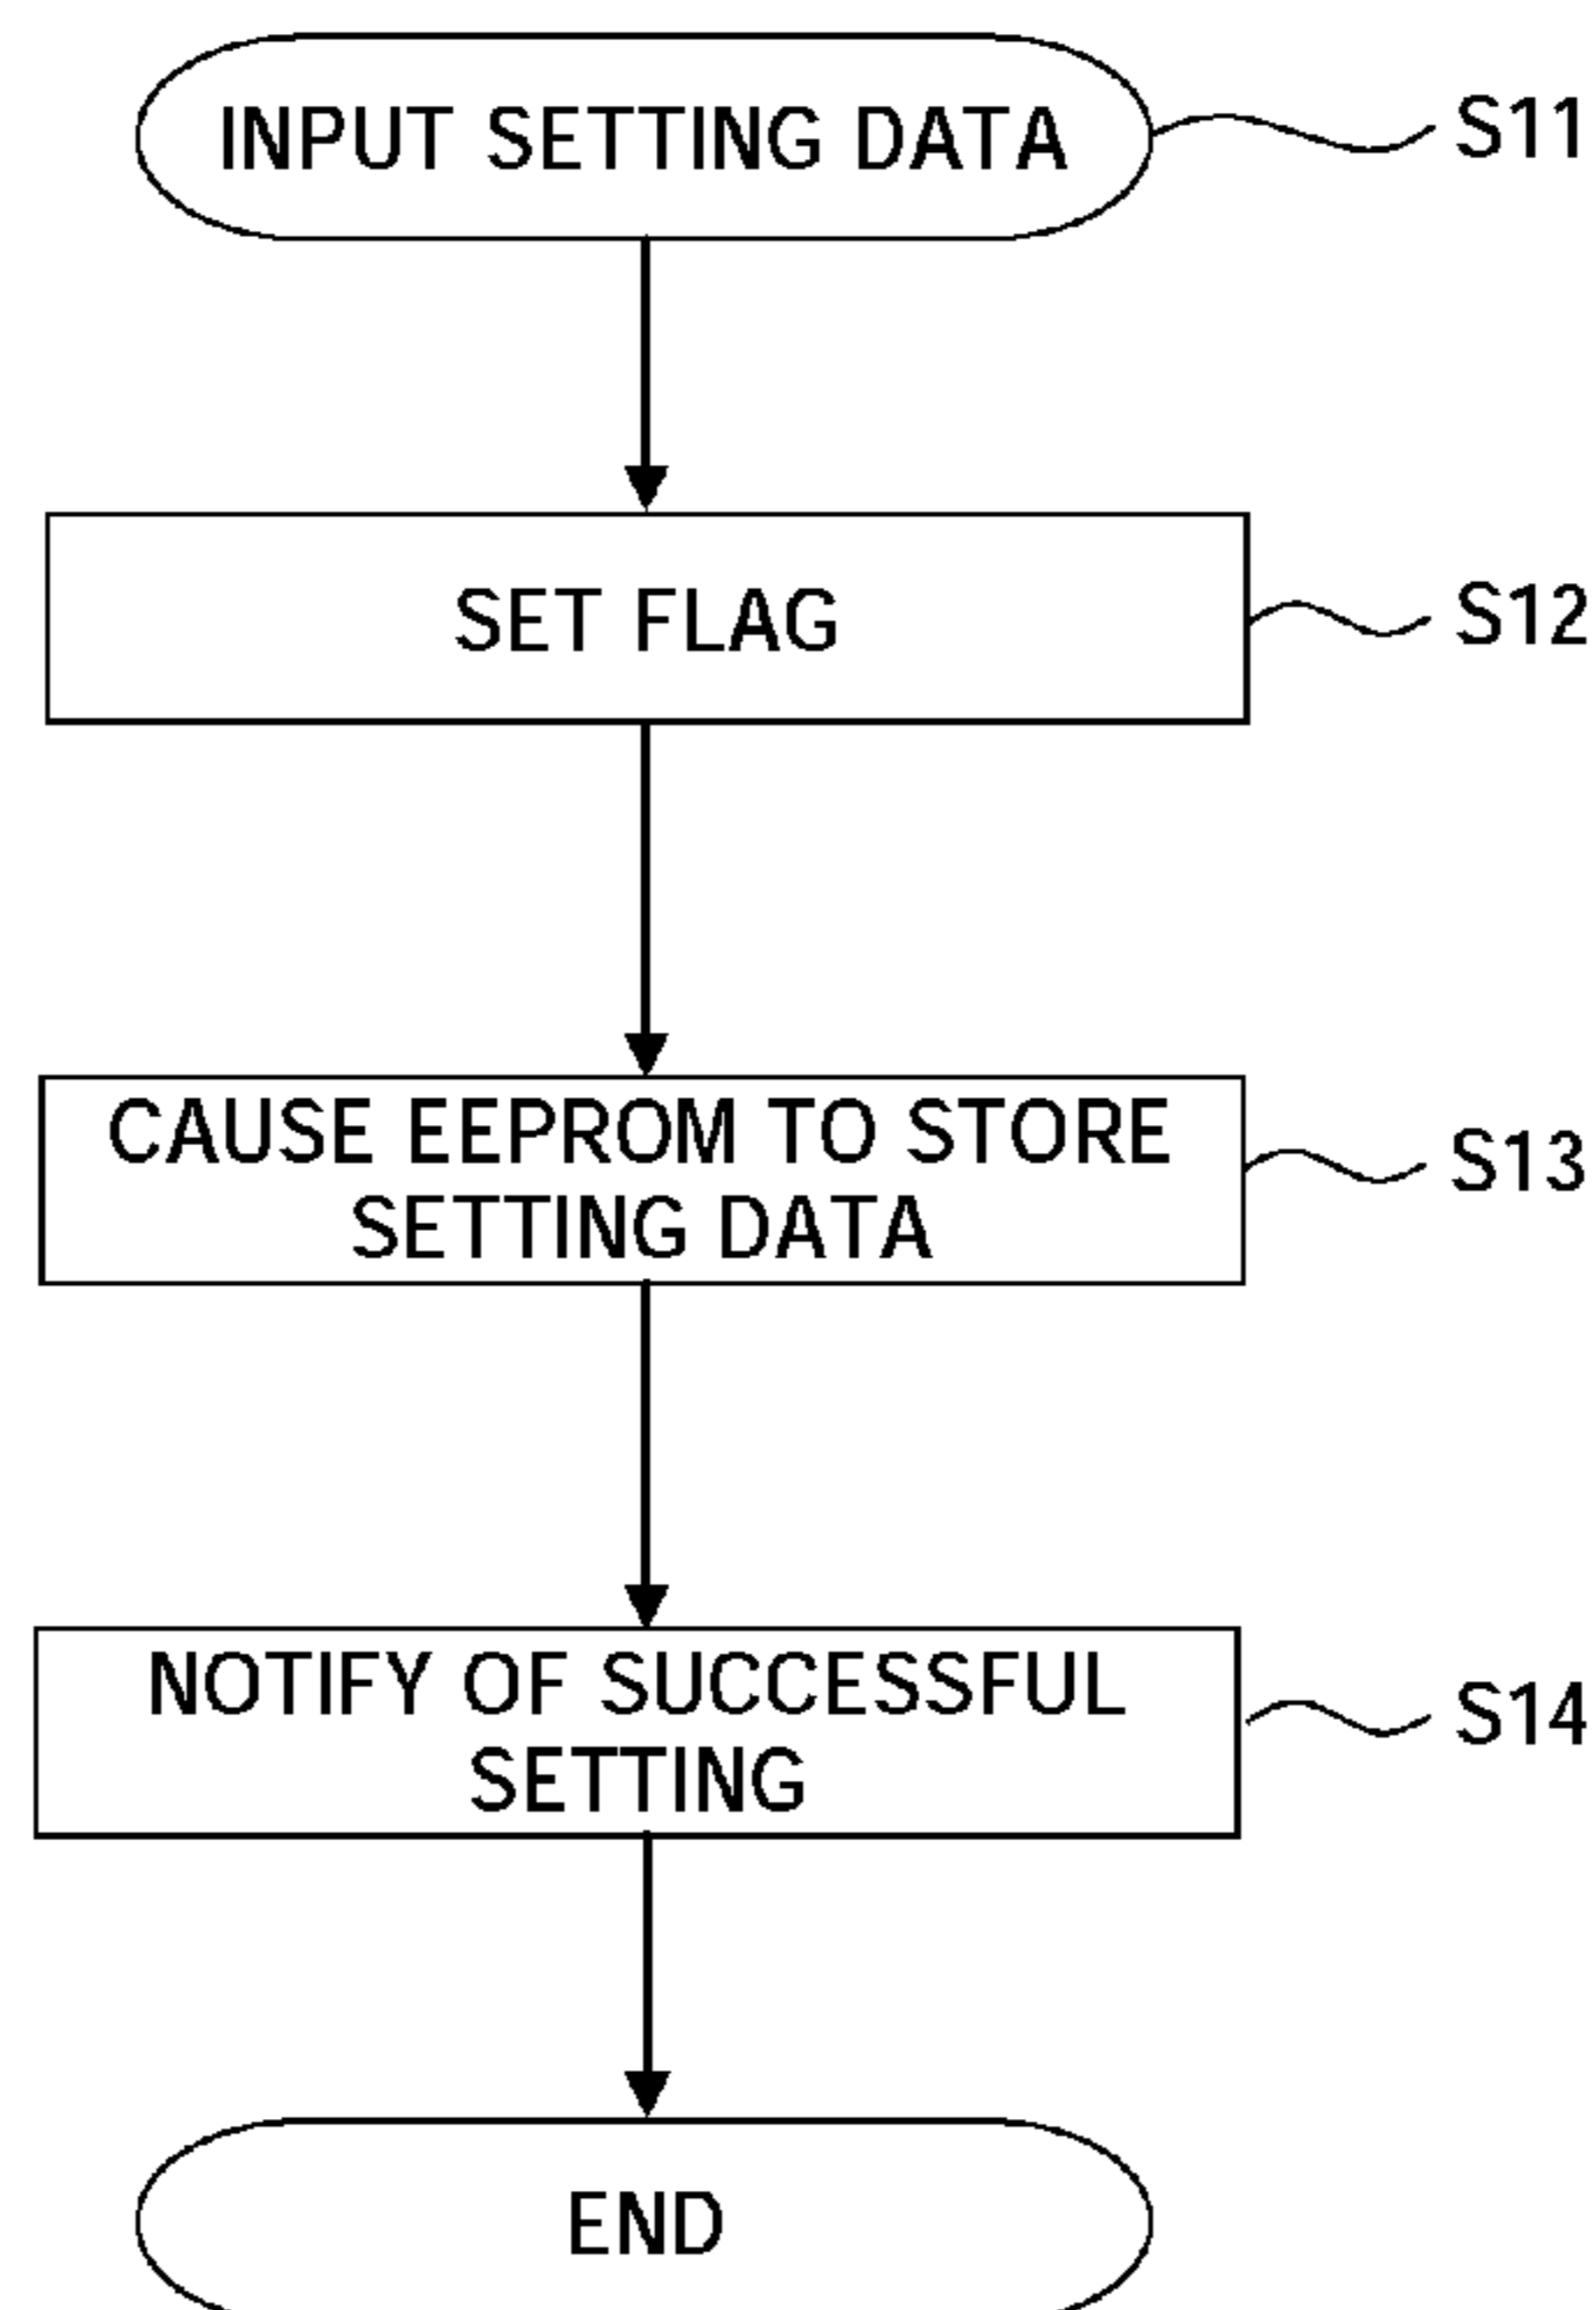 INPUT SETTING DATA
S11
SET FLAG
S12
CAUSE EEPROM TO STORE
SETTING DATA
S13
NOTIFY OF SUCCESSFUL
SETTING
S14
END